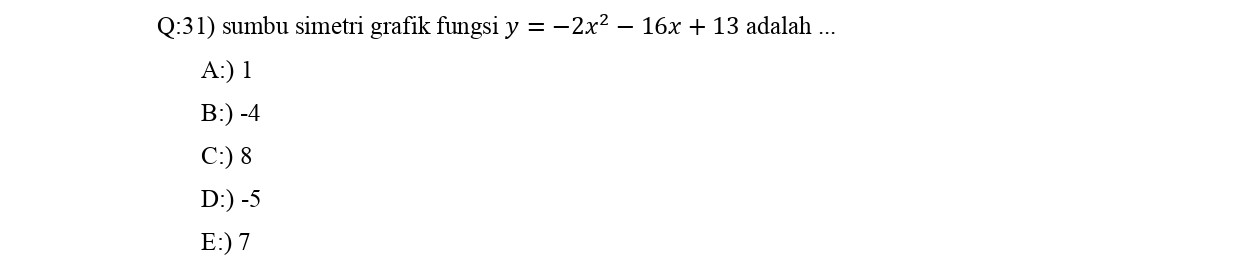 Q:31) sumbu simetri grafik fungsi y = −2x² − 16x + 13 adalah ...
A:) 1
B:) -4
C:) 8
D:) -5
E:) 7